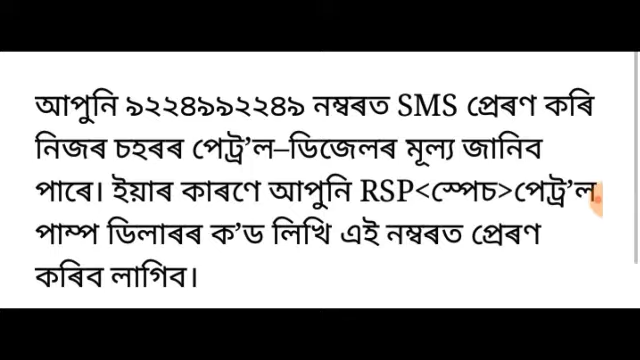 আপুনি ৯২২৪৯৯২২৪৯ নম্বৰত SMS প্ৰেৰণ কৰি
নিজৰ চহৰৰ পেট্ৰ’ল–ডিজেলৰ মূল্য জানিব
পাৰে। ইয়াৰ কাৰণে আপুনি RSP<স্পেচ>পেট্ৰ’ল
পাম্প ডিলাৰৰ ক’ড লিখি এই নম্বৰত প্ৰেৰণ
কৰিব লাগিব।